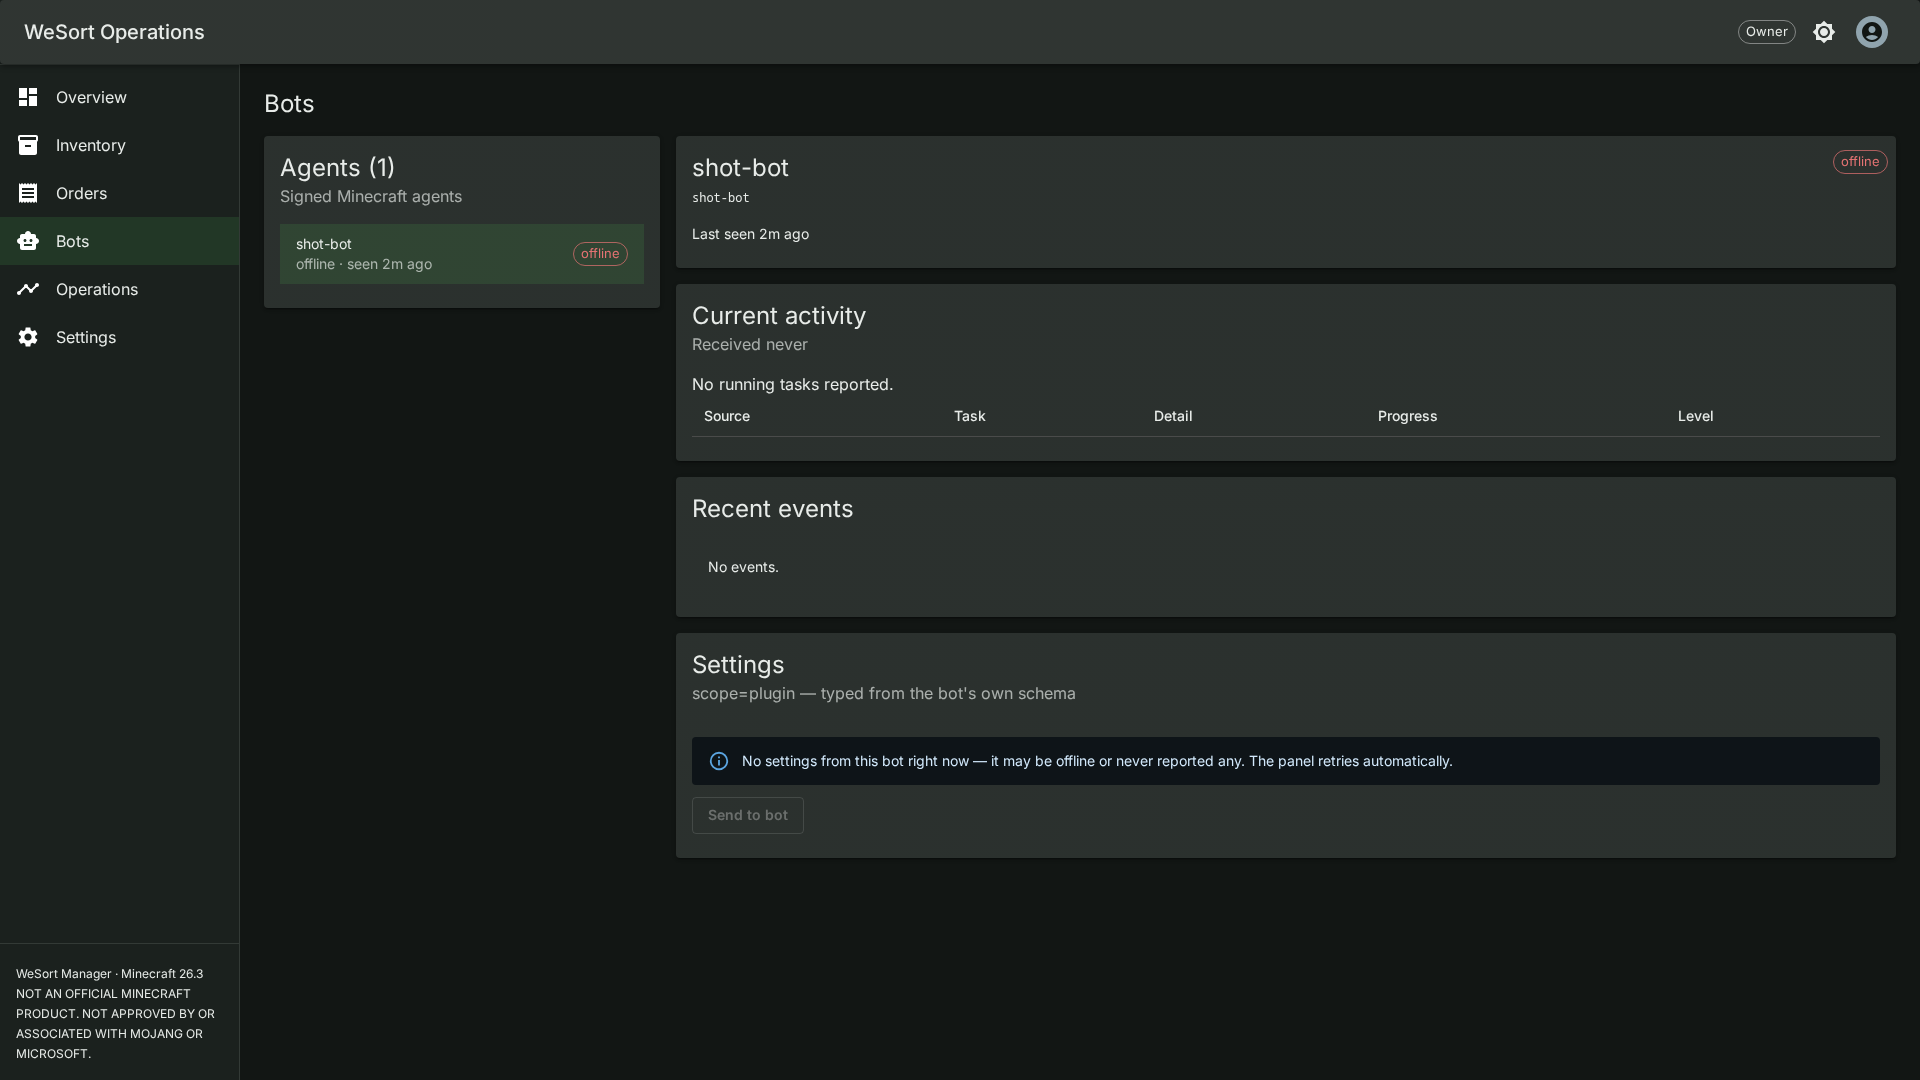 WeSort Operations
Owner
Overview
Inventory
Orders
Bots
Operations
Settings
WeSort Manager · Minecraft 26.3
NOT AN OFFICIAL MINECRAFT
PRODUCT. NOT APPROVED BY OR
ASSOCIATED WITH MOJANG OR
MICROSOFT.
Bots
Agents (1)
Signed Minecraft agents
shot-bot
offline · seen 2m ago
offline
shot-bot
offline
shot-bot
Last seen 2m ago
Current activity
Received never
No running tasks reported.
Source Task Detail Progress Level
Recent events
No events.
Settings
scope=plugin — typed from the bot's own schema
No settings from this bot right now — it may be offline or never reported any. The panel retries automatically.
Send to bot